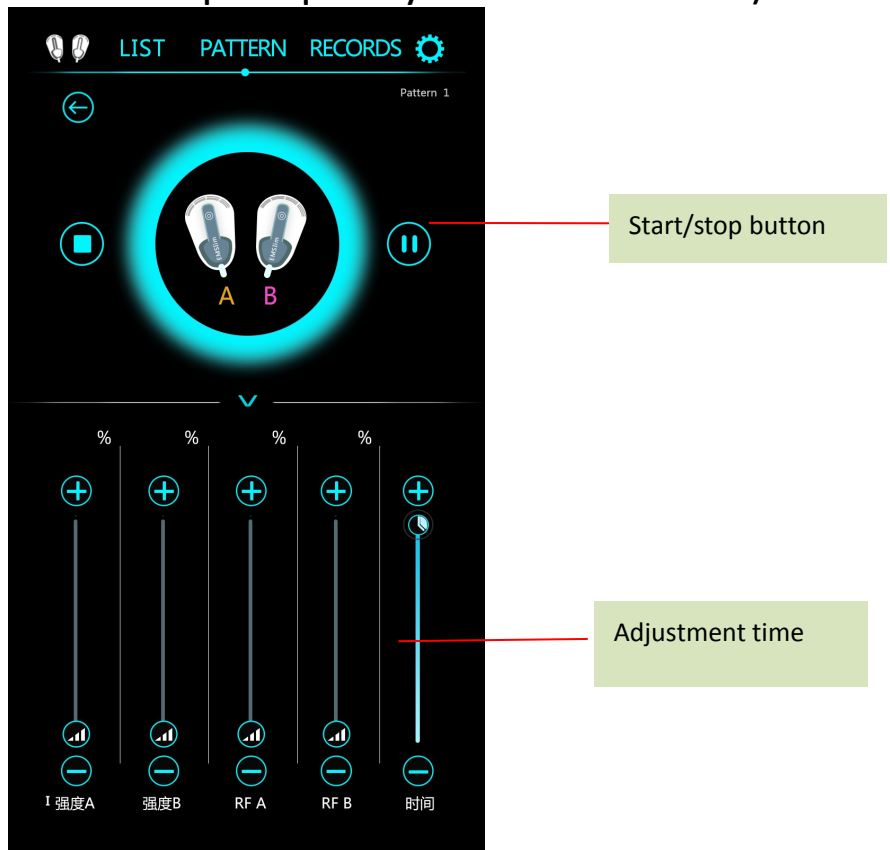 LIST PATTERN RECORDS
Pattern 1
Start/stop button
EMSlim EMSlim
A B
% % % %
Adjustment time
I 强度A 强度B RF A RF B 时间